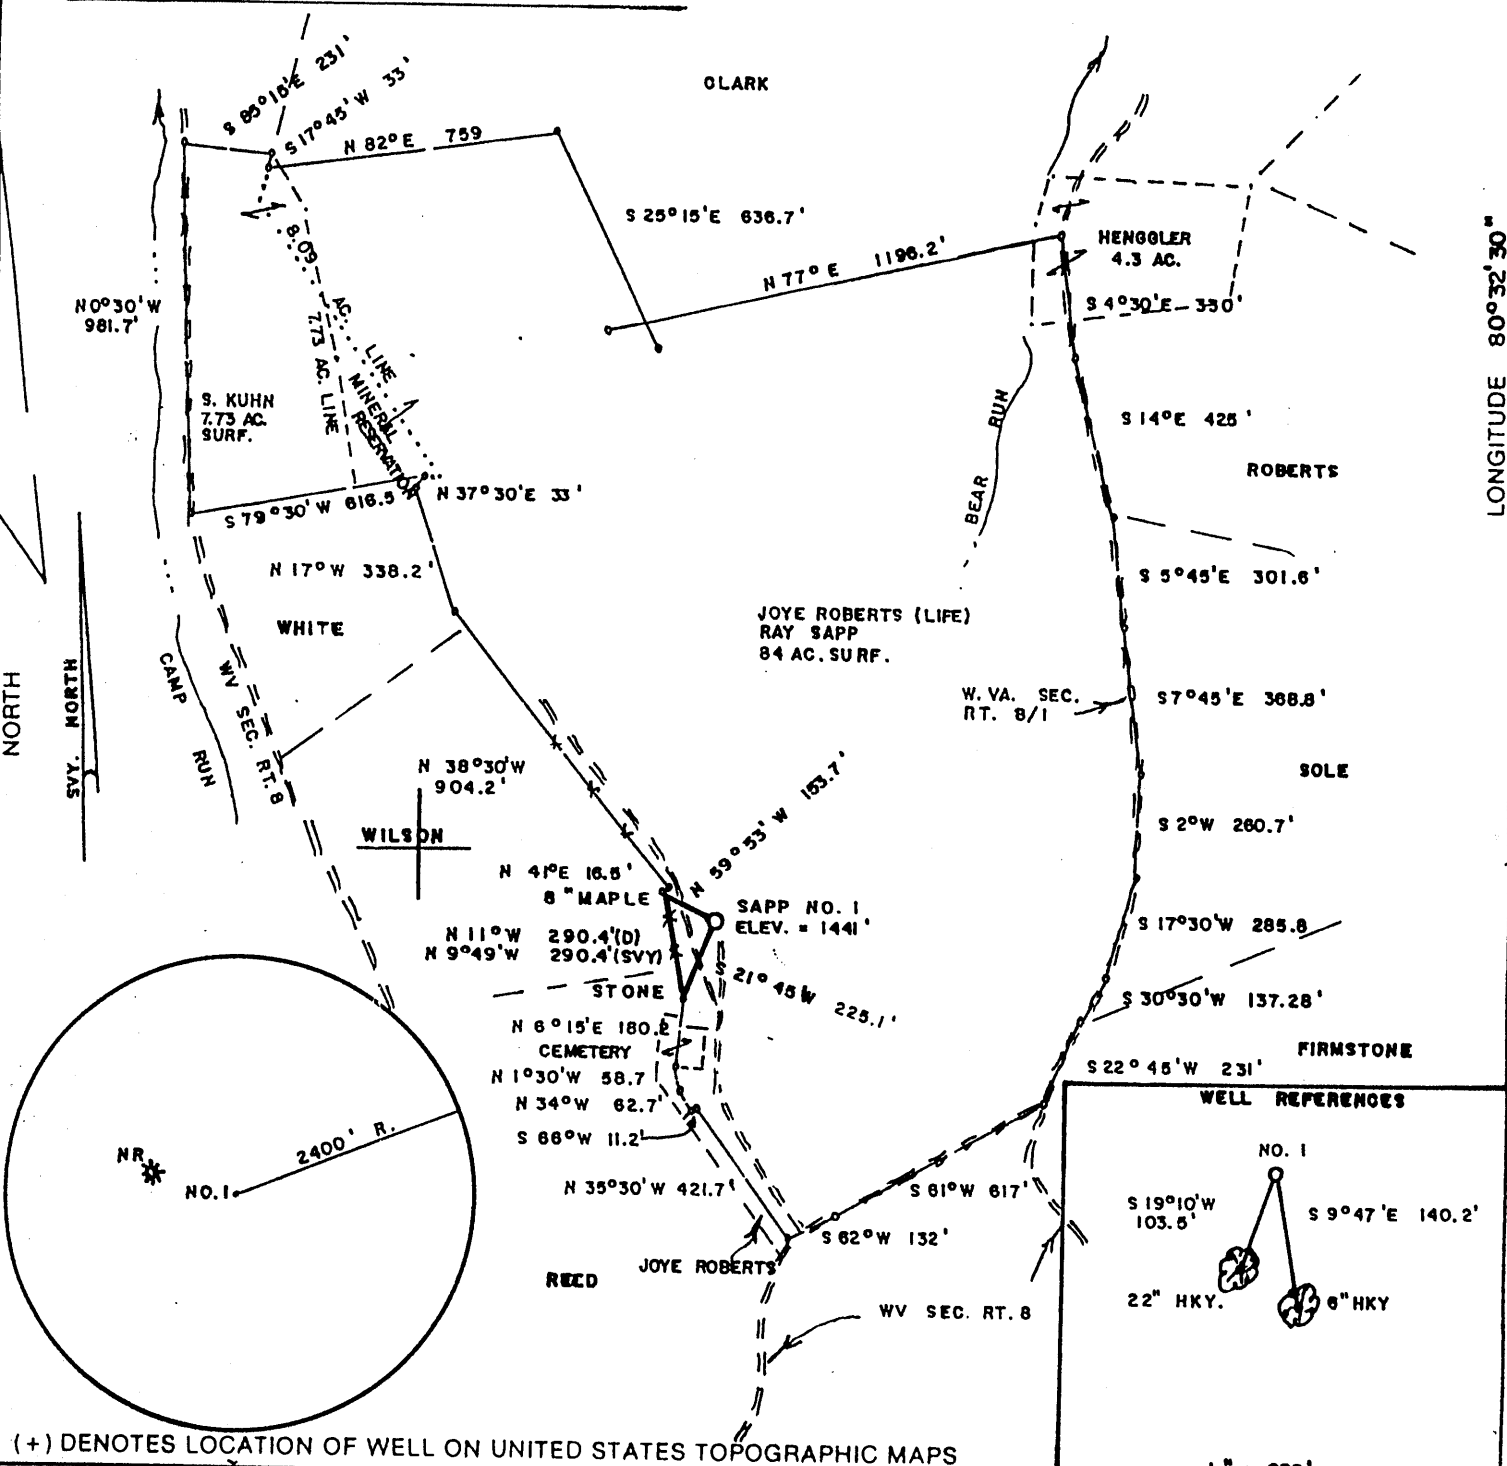 S 85°15'E 231'
S 17°45' W 33'
N 82° E 759
CLARK
S 25°15'E 636.7'
N 77° E 1196.2'
HENGGLER
4.3 AC.
S 4°30'E 330'
N 0°30' W
981.7'
8.09 AC. LINE
7.73 AC. LINE
MINERAL
RESERVATION
S. KUHN
7.73 AC.
SURF.
S 79°30' W 616.5
N 37°30'E 33'
BEAR RUN
S 14°E 425'
ROBERTS
LONGITUDE 80°32'30"
N 17° W 338.2'
S 5°45'E 301.6'
WHITE
JOYE ROBERTS (LIFE)
RAY SAPP
84 AC. SURF.
NORTH
SVY. NORTH
CAMP RUN
WV SEC. RT. 8
W. VA. SEC.
RT. 8/1
S 7°45'E 368.8'
SOLE
N 38°30'W
904.2'
WILSON
S 2° W 260.7'
N 59°53' W 153.7'
N 41°E 16.5'
8" MAPLE
SAPP NO. 1
ELEV. = 1441'
N 11° W 290.4'(D)
N 9°49' W 290.4'(SVY)
S 17°30' W 285.8
STONE
S 21°45' W 225.1'
S 30°30' W 137.28'
N 6°15'E 180.2
CEMETERY
FIRMSTONE
N 1°30' W 58.7
S 22°45' W 231'
N 34° W 62.7'
S 66° W 11.2'
N 35°30' W 421.7'
S 61° W 617'
S 62° W 132'
JOYE ROBERTS
REED
WV SEC. RT. 8
NR
NO. 1
2400' R.
WELL REFERENCES
NO. 1
S 19°10' W
103.5'
S 9°47'E 140.2'
22" HKY.
6" HKY
(+) DENOTES LOCATION OF WELL ON UNITED STATES TOPOGRAPHIC MAPS